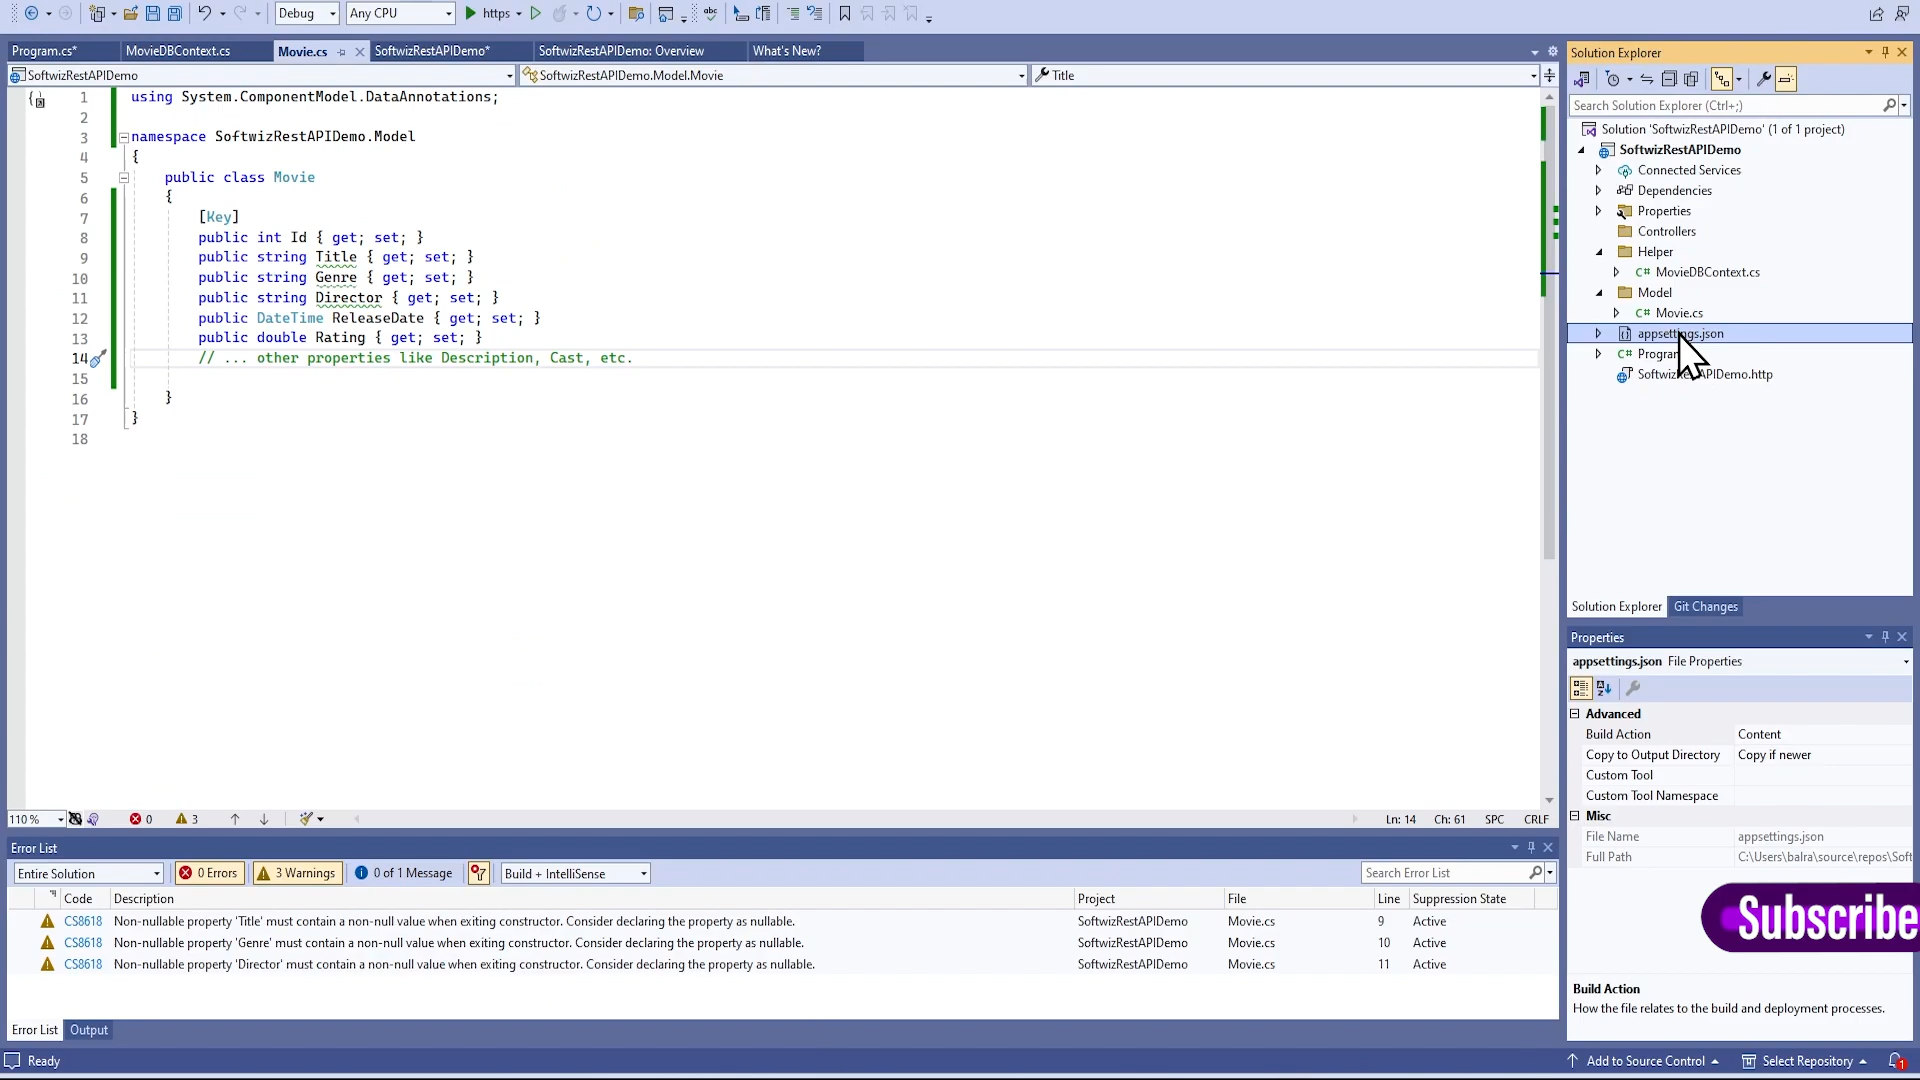 Debug
Any CPU
https
Program.cs*
MovieDBContext.cs
Movie.cs
SoftwizRestAPIDemo*
SoftwizRestAPIDemo: Overview
What's New?
SoftwizRestAPIDemo
SoftwizRestAPIDemo.Model.Movie
Title
1 using System.ComponentModel.DataAnnotations;
2
3 namespace SoftwizRestAPIDemo.Model
4 {
5 public class Movie
6 {
7 [Key]
8 public int Id { get; set; }
9 public string Title { get; set; }
10 public string Genre { get; set; }
11 public string Director { get; set; }
12 public DateTime ReleaseDate { get; set; }
13 public double Rating { get; set; }
14 // ... other properties like Description, Cast, etc.
15
16 }
17 }
18
110 %
0
3
Ln: 14
Ch: 61
SPC
CRLF
Error List
Entire Solution
0 Errors
3 Warnings
0 of 1 Message
Build + IntelliSense
Search Error List
Code Description Project File Line Suppression State
CS8618 Non-nullable property 'Title' must contain a non-null value when exiting constructor. Consider declaring the property as nullable. SoftwizRestAPIDemo Movie.cs 9 Active
CS8618 Non-nullable property 'Genre' must contain a non-null value when exiting constructor. Consider declaring the property as nullable. SoftwizRestAPIDemo Movie.cs 10 Active
CS8618 Non-nullable property 'Director' must contain a non-null value when exiting constructor. Consider declaring the property as nullable. SoftwizRestAPIDemo Movie.cs 11 Active
Error List
Output
Ready
Solution Explorer
Search Solution Explorer (Ctrl+;)
Solution 'SoftwizRestAPIDemo' (1 of 1 project)
SoftwizRestAPIDemo
Connected Services
Dependencies
Properties
Controllers
Helper
C# MovieDBContext.cs
Model
C# Movie.cs
appsettings.json
C#
Solution Explorer
Git Changes
Properties
appsettings.json File Properties
Advanced
Build Action Content
Copy to Output Directory Copy if newer
Custom Tool
Custom Tool Namespace
Misc
File Name appsettings.json
Full Path C:\Users\balra\source\repos\Soft
Subscribe
Build Action
How the file relates to the build and deployment processes.
Add to Source Control
Select Repository
1